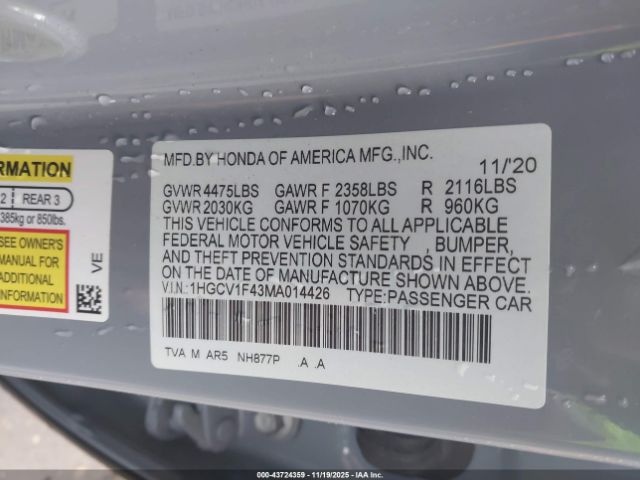 MFD.BY HONDA OF AMERICA MFG.,INC. 11/'20
GVWR 4475LBS GAWR F 2358LBS R 2116LBS
GVWR 2030KG GAWR F 1070KG R 960KG
THIS VEHICLE CONFORMS TO ALL APPLICABLE
FEDERAL MOTOR VEHICLE SAFETY , BUMPER,
AND THEFT PREVENTION STANDARDS IN EFFECT
ON THE DATE OF MANUFACTURE SHOWN ABOVE.
V.I.N.:1HGCV1F43MA014426 TYPE:PASSENGER CAR
TVA M AR5 NH877P .A .A
2 REAR 3
385kg or 850lbs.
SEE OWNER'S
MANUAL FOR
ADDITIONAL
INFORMATION
VE
000-43724359 - 11/19/2025 - COPYRIGHT IAA, LLC.